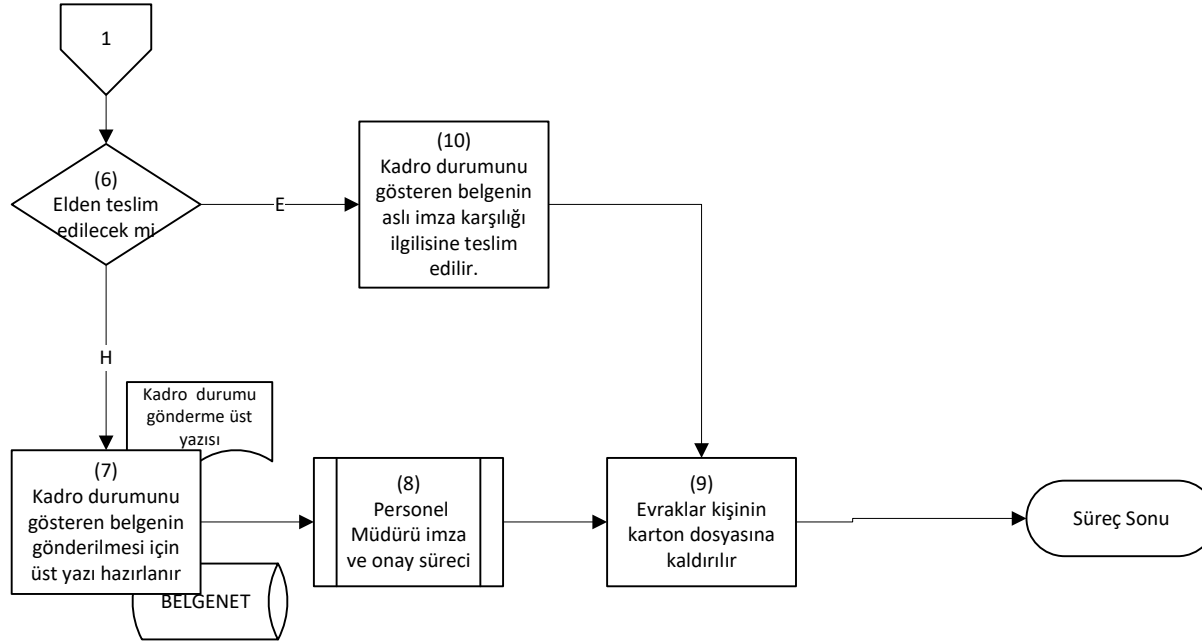 1
(6)
Elden teslim
edilecek mi
E
(10)
Kadro durumunu
gösteren belgenin
aslı imza karşılığı
ilgilisine teslim
edilir.
H
Kadro durumu
gönderme üst
yazısı
(7)
Kadro durumunu
gösteren belgenin
gönderilmesi için
üst yazı hazırlanır
BELGENET
(8)
Personel
Müdürü imza
ve onay süreci
(9)
Evraklar kişinin
karton dosyasına
kaldırılır
Süreç Sonu